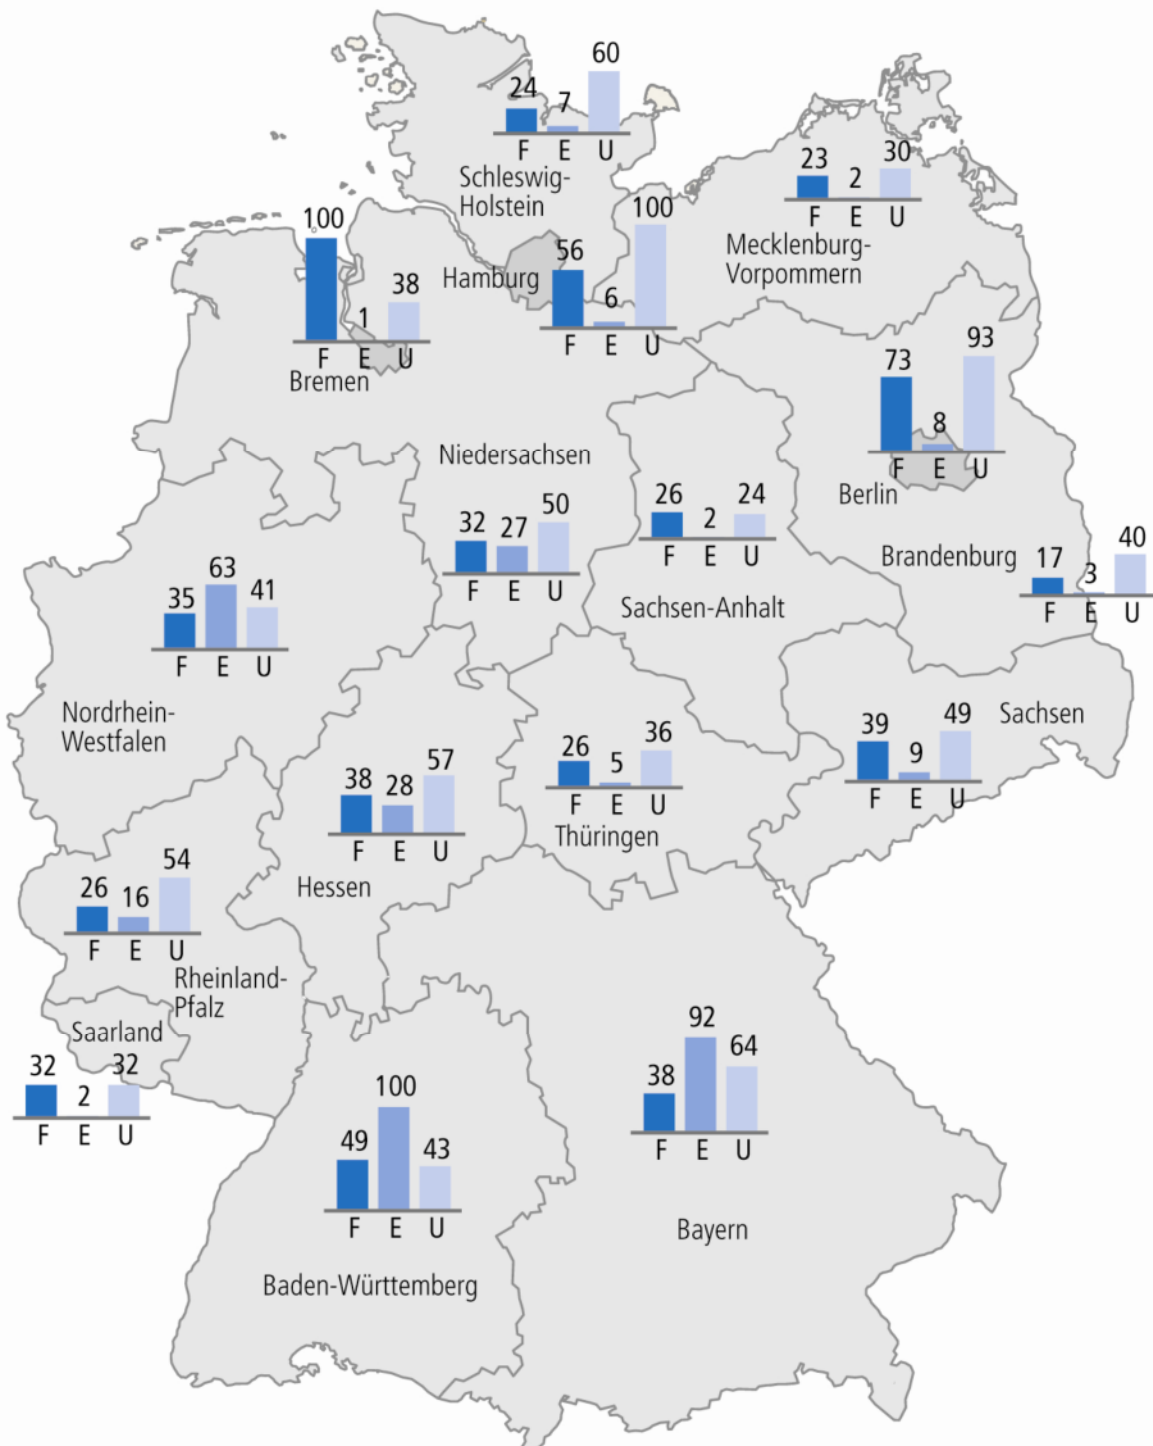 60
24
7
F E U
Schleswig-
Holstein
23 2 30
F E U
Mecklenburg-
Vorpommern
100
1
38
F E U
Bremen
Hamburg
56
6
100
F E U
73
8
93
F E U
Berlin
Niedersachsen
32 27 50
F E U
26 2 24
F E U
Sachsen-Anhalt
Brandenburg
17 3 40
F E U
35 63 41
F E U
Nordrhein-
Westfalen
38 28 57
F E U
Hessen
26 5 36
F E U
Thüringen
Sachsen
39 9 49
F E U
26 16 54
F E U
Rheinland-
Pfalz
Saarland
32 2 32
F E U
49 100 43
F E U
Baden-Württemberg
38 92 64
F E U
Bayern